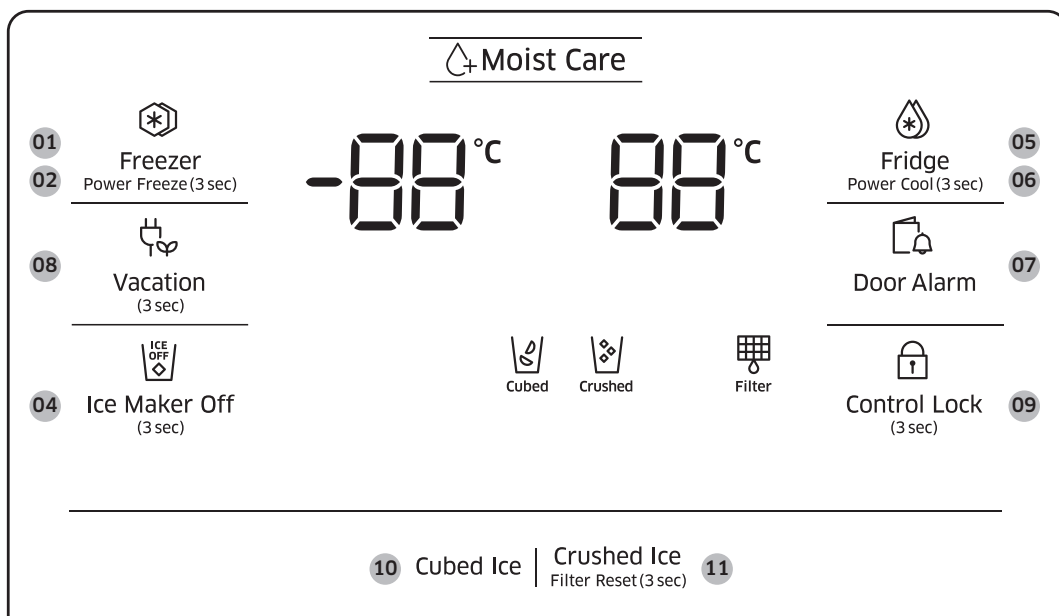 Moist Care
01
Freezer
02
Power Freeze (3 sec)
-88 °C
88 °C
Fridge
05
Power Cool (3 sec)
06
08
Vacation
(3 sec)
Door Alarm
07
ICE
OFF
04
Ice Maker Off
(3 sec)
Cubed
Crushed
Filter
Control Lock
09
(3 sec)
10
Cubed Ice
Crushed Ice
Filter Reset (3 sec)
11